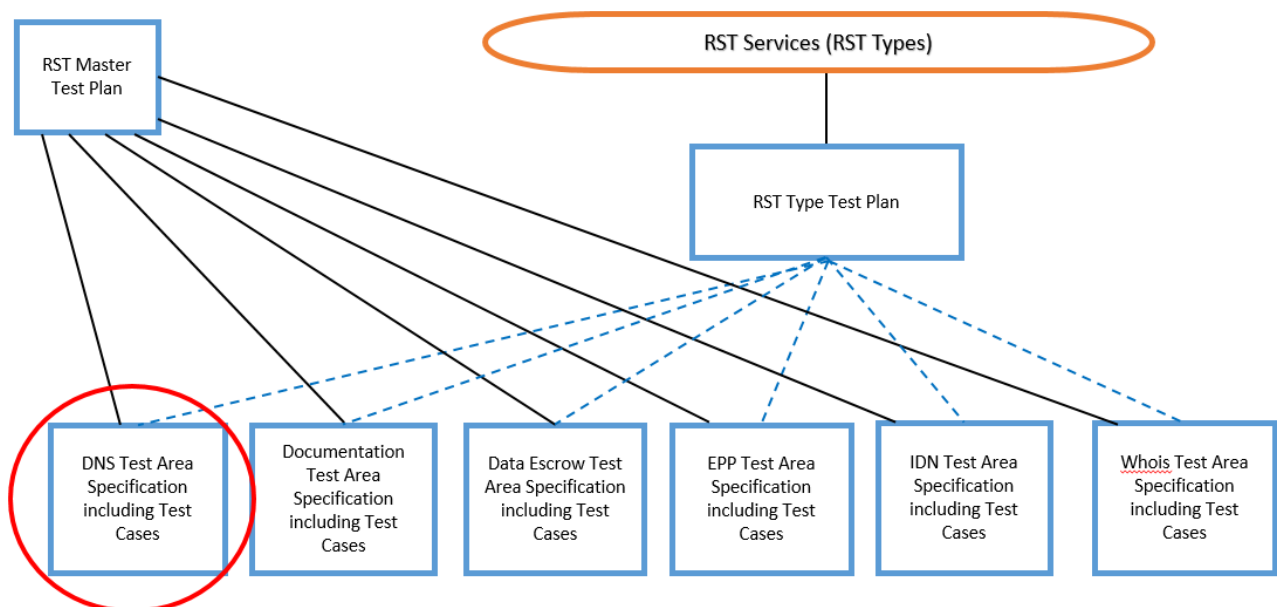 RST Services (RST Types)
RST Master
Test Plan
RST Type Test Plan
DNS Test Area
Specification
including Test
Cases
Documentation
Test Area
Specification
including Test
Cases
Data Escrow Test
Area Specification
including Test
Cases
EPP Test Area
Specification
including Test
Cases
IDN Test Area
Specification
including Test
Cases
Whois Test Area
Specification
including Test
Cases